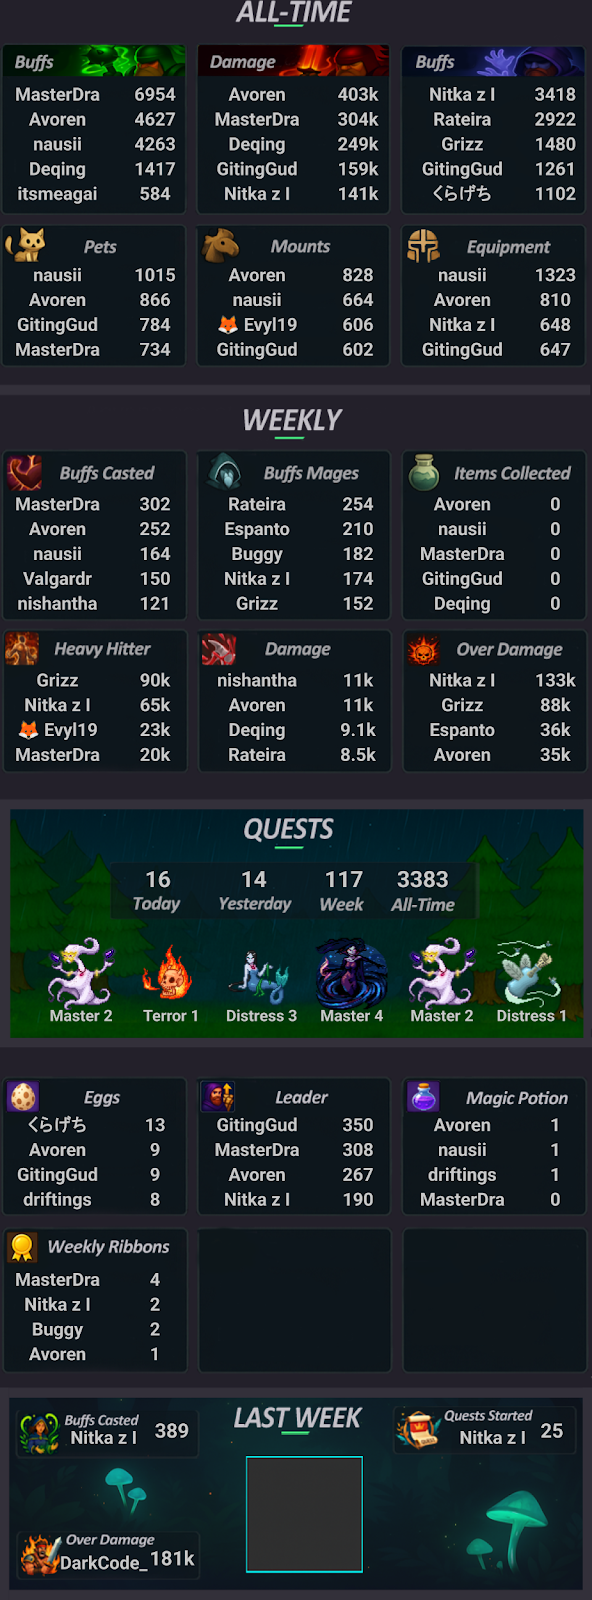 ALL-TIME
Buffs
MasterDra 6954
Avoren 4627
nausii 4263
Deqing 1417
itsmeagai 584
Damage
Avoren 403k
MasterDra 304k
Deqing 249k
GitingGud 159k
Nitka z I 141k
Buffs
Nitka z I 3418
Rateira 2922
Grizz 1480
GitingGud 1261
くらげち 1102
Pets
nausii 1015
Avoren 866
GitingGud 784
MasterDra 734
Mounts
Avoren 828
nausii 664
🦊 Evyl19 606
GitingGud 602
Equipment
nausii 1323
Avoren 810
Nitka z I 648
GitingGud 647
WEEKLY
Buffs Casted
MasterDra 302
Avoren 252
nausii 164
Valgardr 150
nishantha 121
Buffs Mages
Rateira 254
Espanto 210
Buggy 182
Nitka z I 174
Grizz 152
Items Collected
Avoren 0
nausii 0
MasterDra 0
GitingGud 0
Deqing 0
Heavy Hitter
Grizz 90k
Nitka z I 65k
🦊 Evyl19 23k
MasterDra 20k
Damage
nishantha 11k
Avoren 11k
Deqing 9.1k
Rateira 8.5k
Over Damage
Nitka z I 133k
Grizz 88k
Espanto 36k
Avoren 35k
QUESTS
16 14 117 3383
Today Yesterday Week All-Time
Master 2 Terror 1 Distress 3 Master 4 Master 2 Distress 1
Eggs
くらげち 13
Avoren 9
GitingGud 9
driftings 8
Leader
GitingGud 350
MasterDra 308
Avoren 267
Nitka z I 190
Magic Potion
Avoren 1
nausii 1
driftings 1
MasterDra 0
Weekly Ribbons
MasterDra 4
Nitka z I 2
Buggy 2
Avoren 1
LAST WEEK
Buffs Casted
Nitka z I 389
Quests Started
Nitka z I 25
Over Damage
DarkCode_ 181k